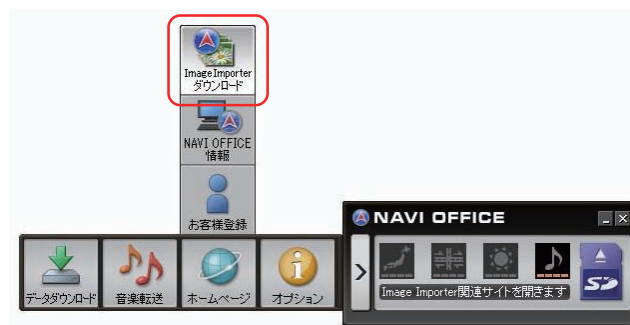 Image Importer
ダウンロード
NAVI OFFICE
情報
お客様登録
NAVI OFFICE
データダウンロード
音楽転送
ホームページ
オプション
Image Importer関連サイトを開きます
SD